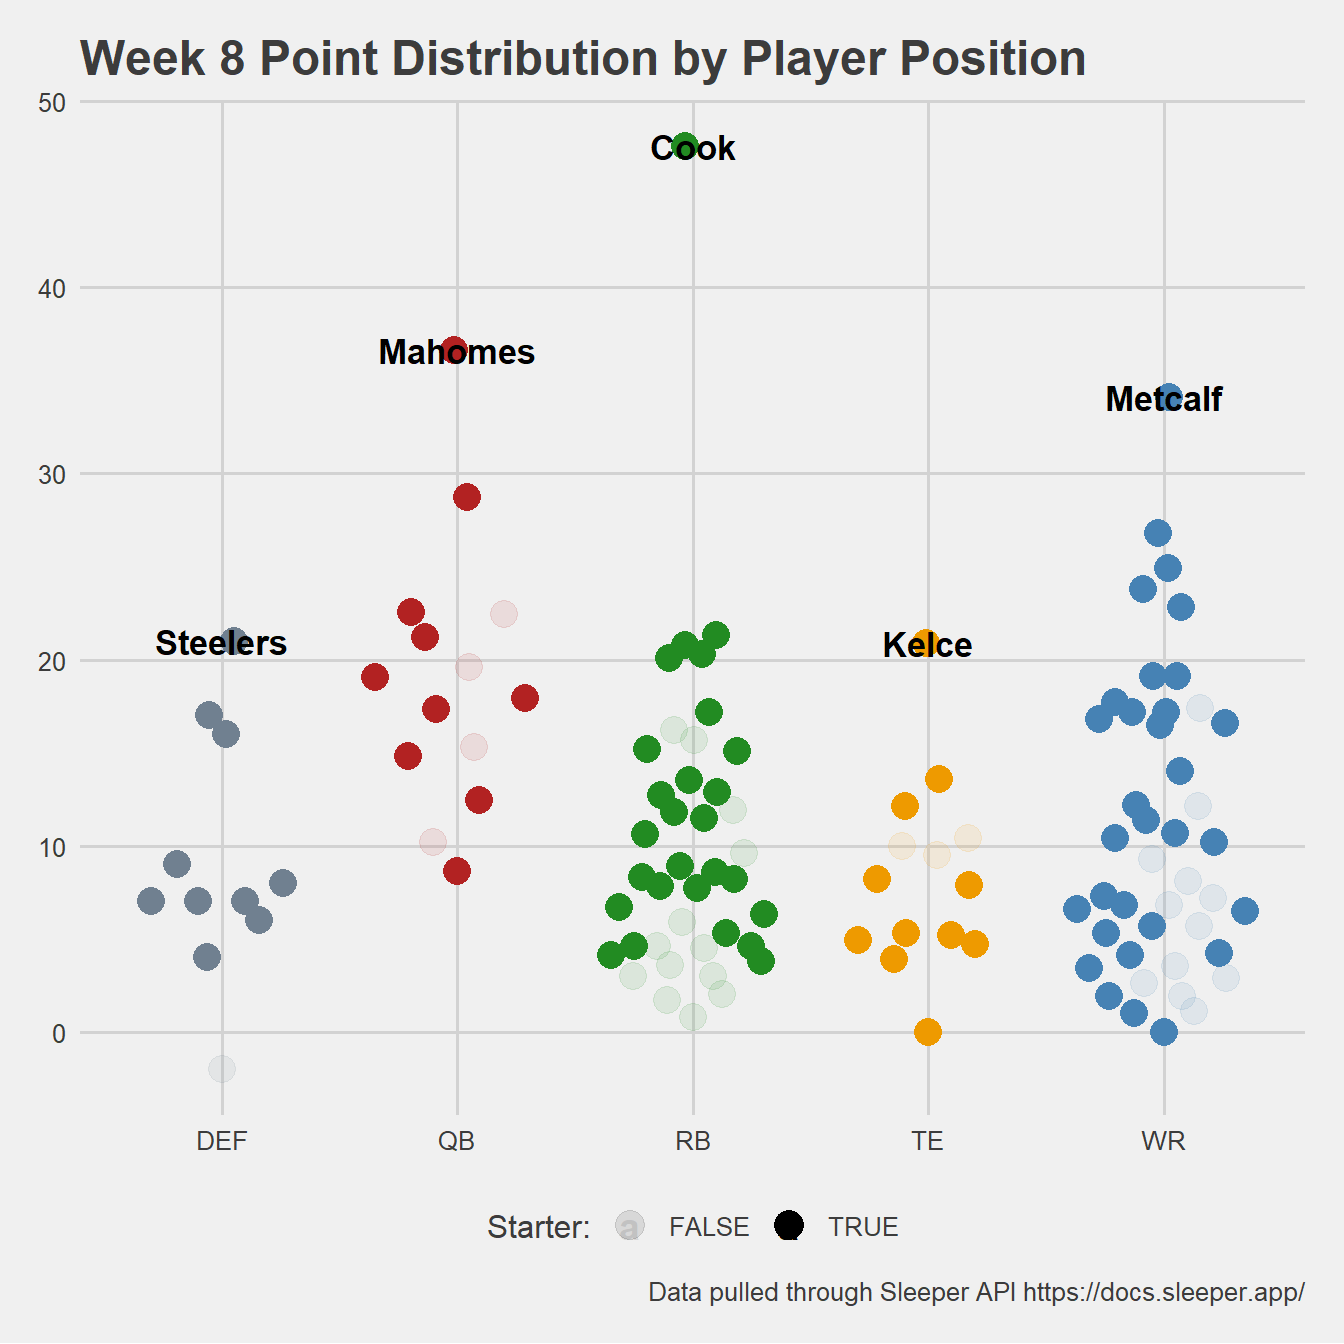 Week 8 Point Distribution by Player Position
50
Cook
40
Mahomes
Metcalf
30
Steelers
Kelce
20
10
0
DEF QB RB TE WR
Starter: a FALSE TRUE
Data pulled through Sleeper API https://docs.sleeper.app/